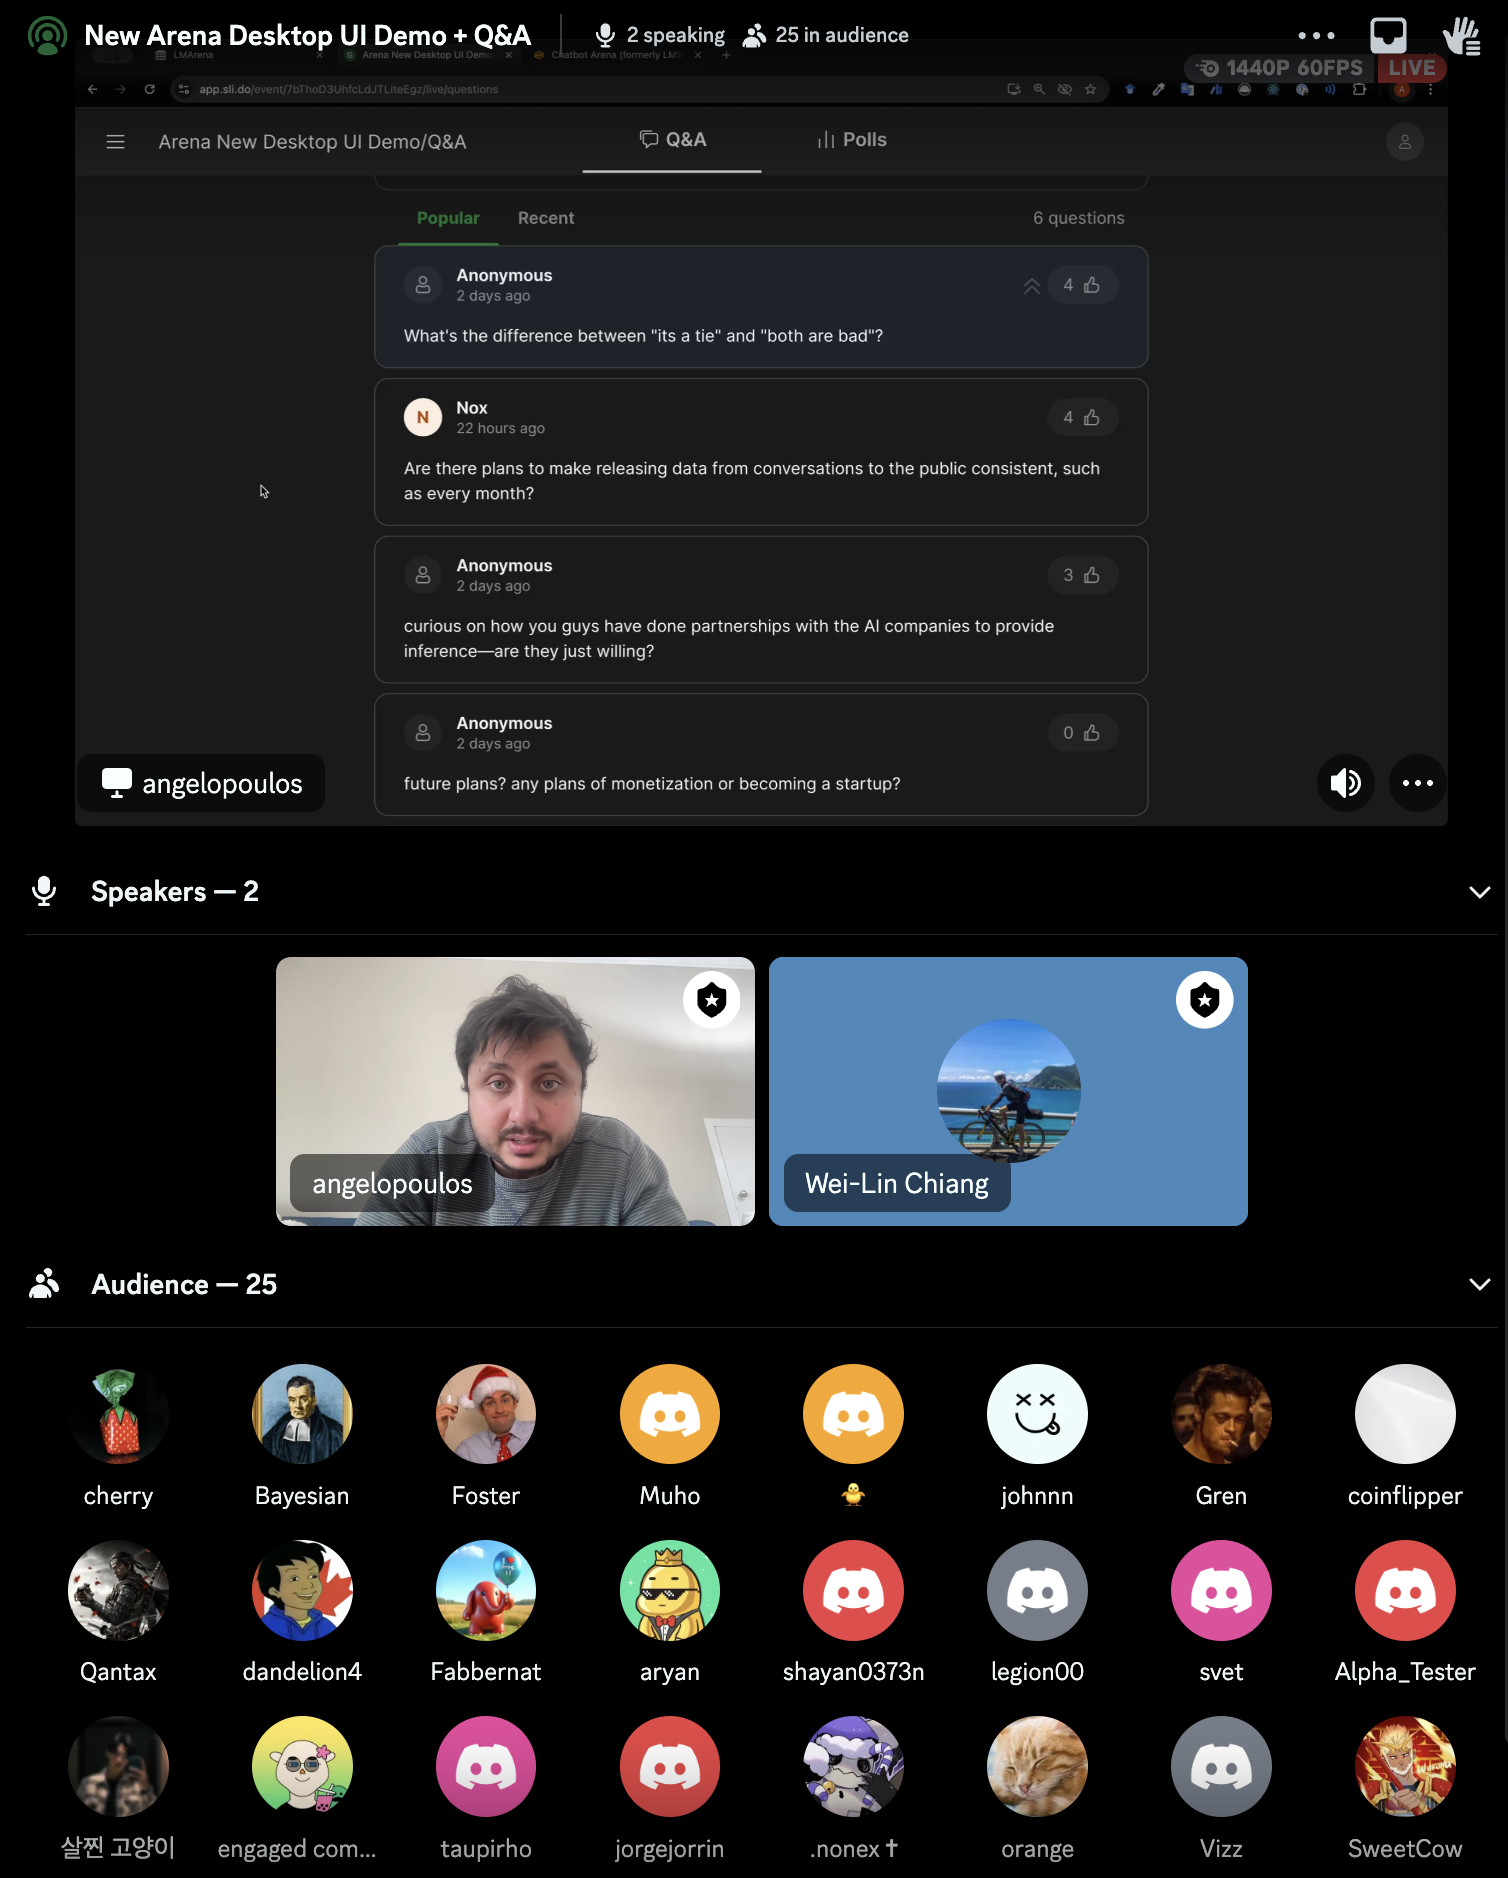 New Arena Desktop UI Demo + Q&A
2 speaking
25 in audience
LMArena
Arena New Desktop UI Demo
Chatbot Arena (formerly LMS
1440P 60FPS
LIVE
app.sli.do/event/7bThoD3UhfcLdJTLiteEgz/live/questions
A
Arena New Desktop UI Demo/Q&A
Q&A
Polls
Popular
Recent
6 questions
Anonymous
2 days ago
4
What's the difference between "its a tie" and "both are bad"?
N
Nox
22 hours ago
4
Are there plans to make releasing data from conversations to the public consistent, such
as every month?
Anonymous
2 days ago
3
curious on how you guys have done partnerships with the AI companies to provide
inference—are they just willing?
Anonymous
2 days ago
0
future plans? any plans of monetization or becoming a startup?
angelopoulos
Speakers — 2
angelopoulos
Wei-Lin Chiang
Audience — 25
cherry
Bayesian
Foster
Muho
🐥
johnnn
Gren
coinflipper
Qantax
dandelion4
Fabbernat
aryan
shayan0373n
legion00
svet
Alpha_Tester
살찐 고양이
engaged com...
taupirho
jorgejorrin
.nonex✝
orange
Vizz
SweetCow